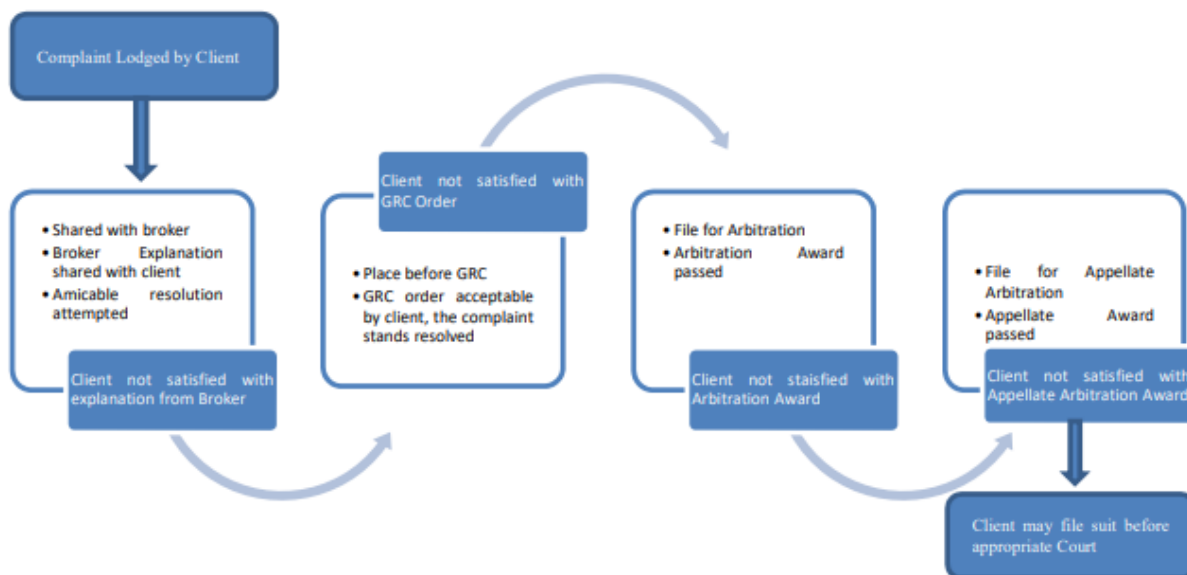 Complaint Lodged by Client
• Shared with broker
• Broker Explanation
shared with client
• Amicable resolution
attempted
Client not satisfied with
explanation from Broker
Client not satisfied with
GRC Order
• Place before GRC
• GRC order acceptable
by client, the complaint
stands resolved
• File for Arbitration
• Arbitration Award
passed
Client not staisfied with
Arbitration Award
• File for Appellate
Arbitration
• Appellate Award
passed
Client not satisfied with
Appellate Arbitration Award
Client may file suit before
appropriate Court